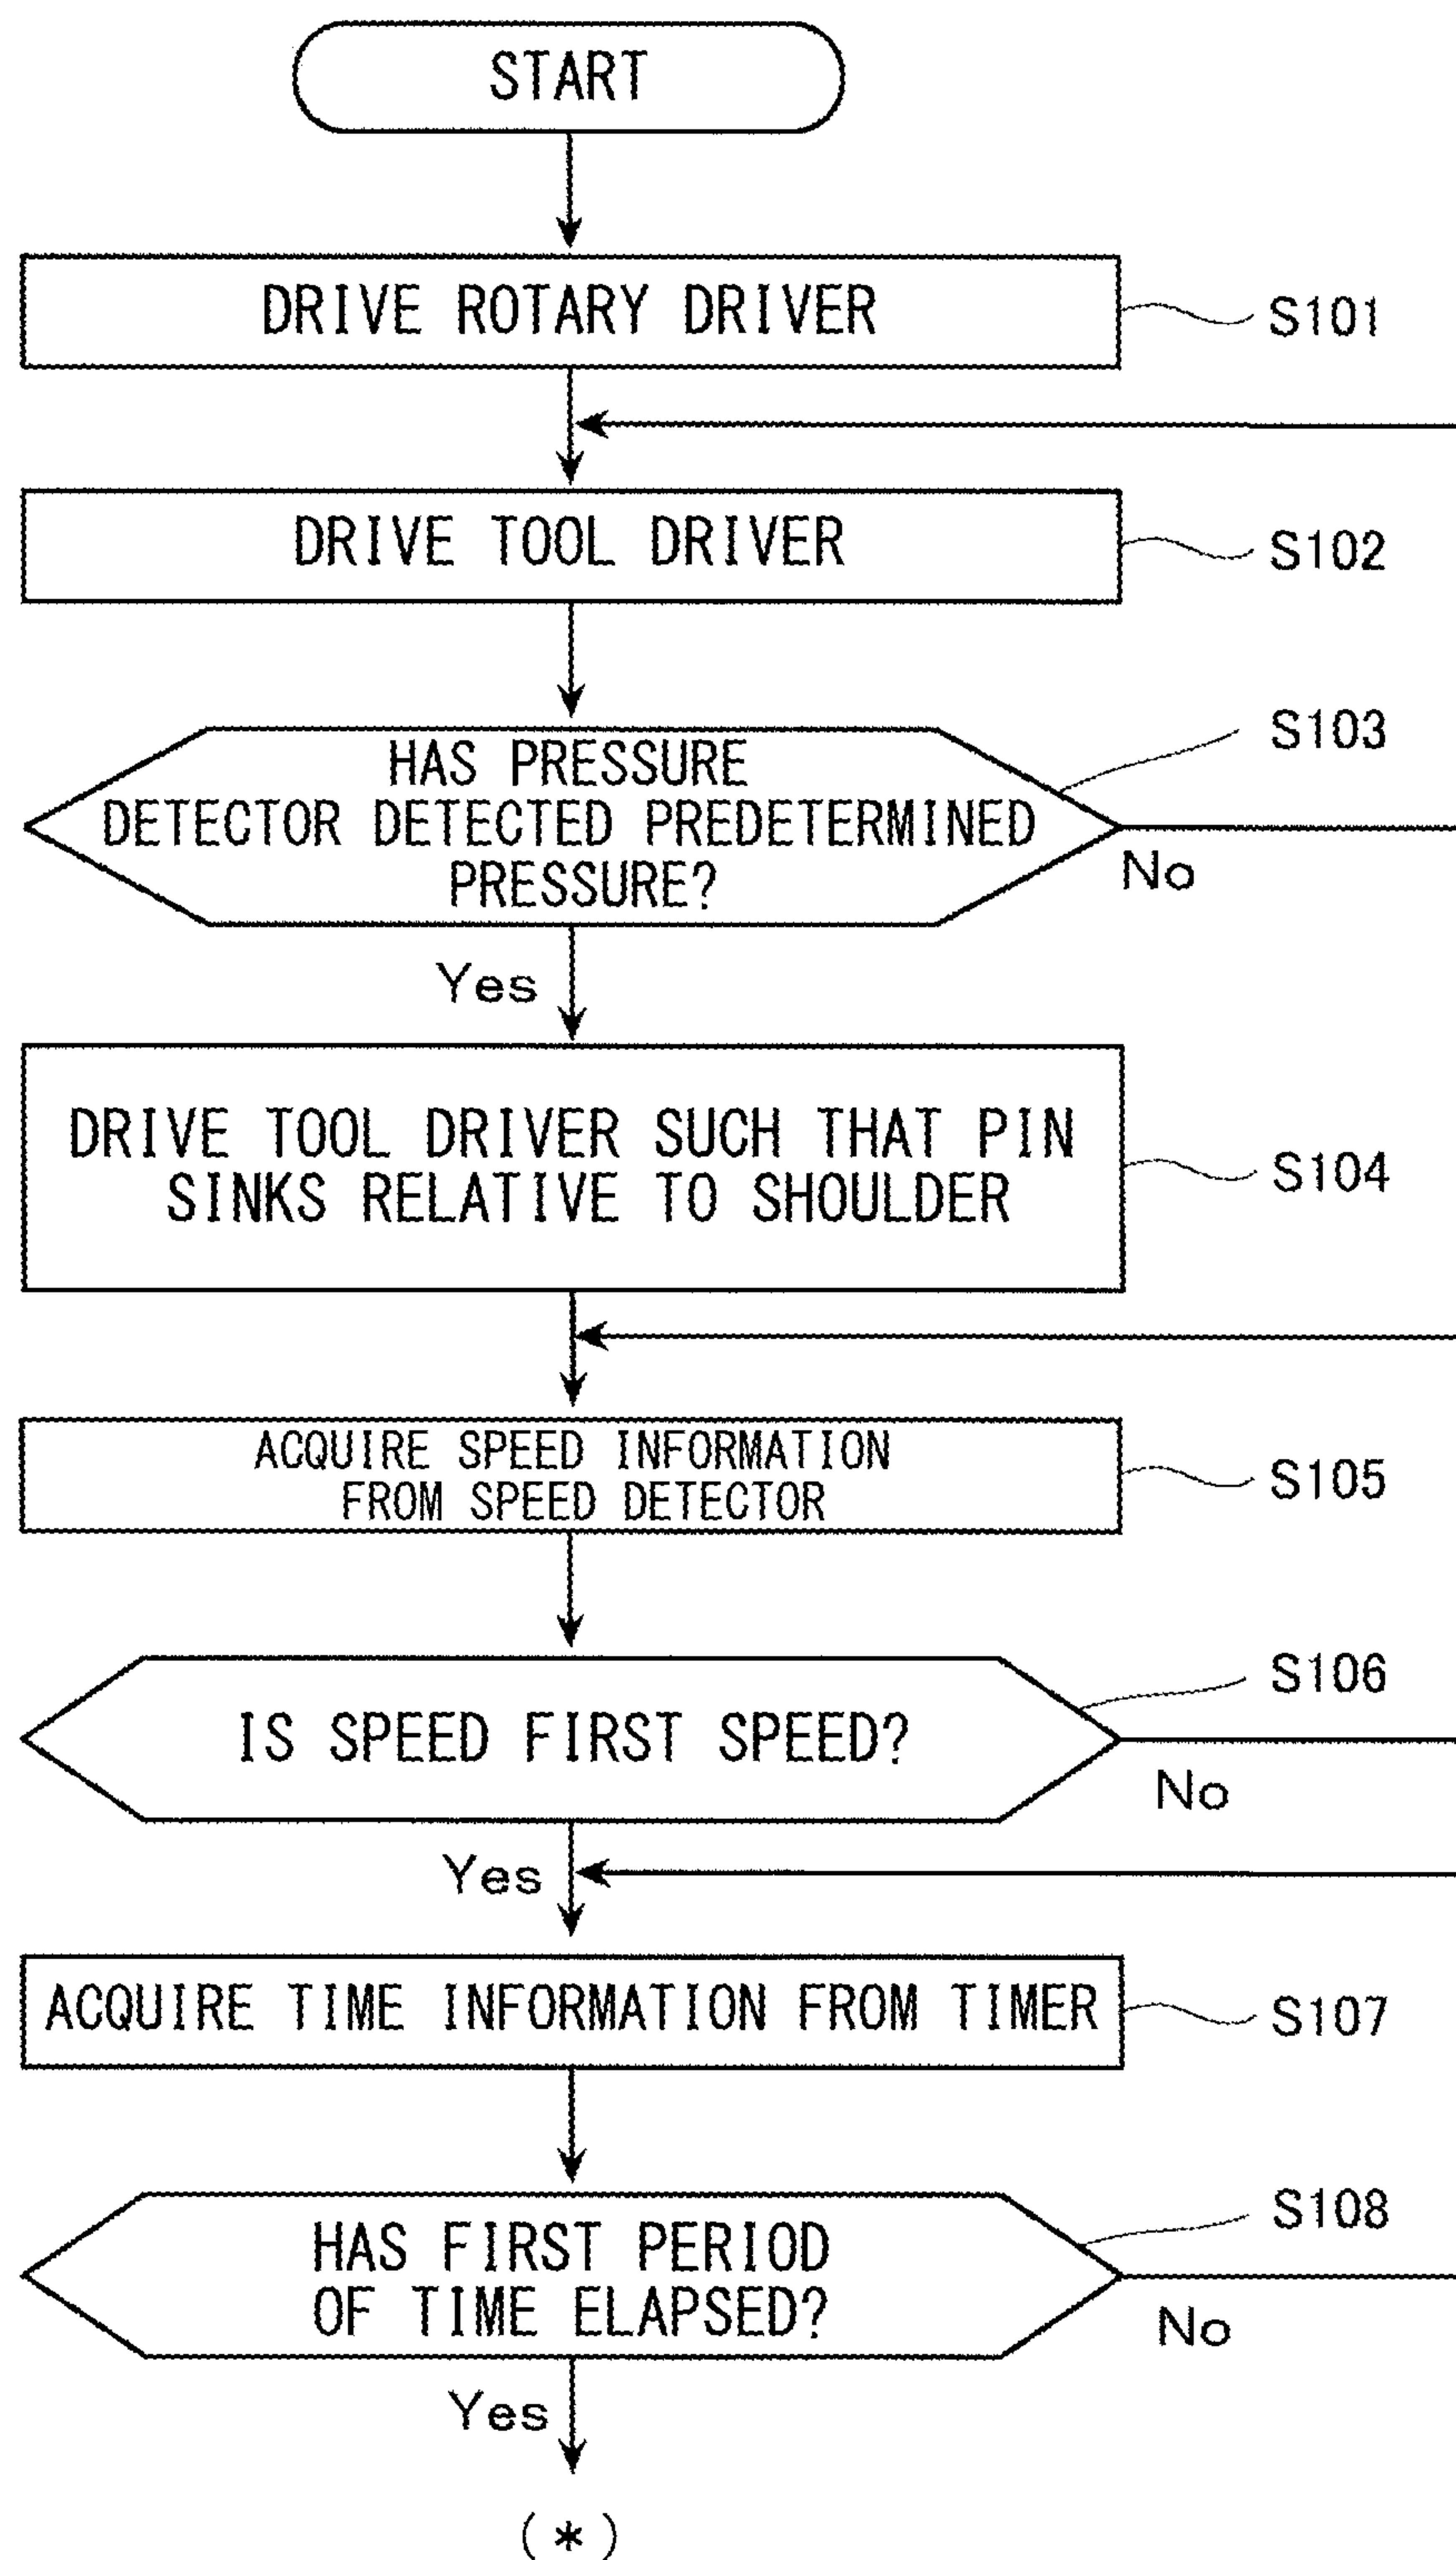 START
DRIVE ROTARY DRIVER
S101
DRIVE TOOL DRIVER
S102
HAS PRESSURE
DETECTOR DETECTED PREDETERMINED
PRESSURE?
S103
No
Yes
DRIVE TOOL DRIVER SUCH THAT PIN
SINKS RELATIVE TO SHOULDER
S104
ACQUIRE SPEED INFORMATION
FROM SPEED DETECTOR
S105
IS SPEED FIRST SPEED?
S106
No
Yes
ACQUIRE TIME INFORMATION FROM TIMER
S107
HAS FIRST PERIOD
OF TIME ELAPSED?
S108
No
Yes
(*)